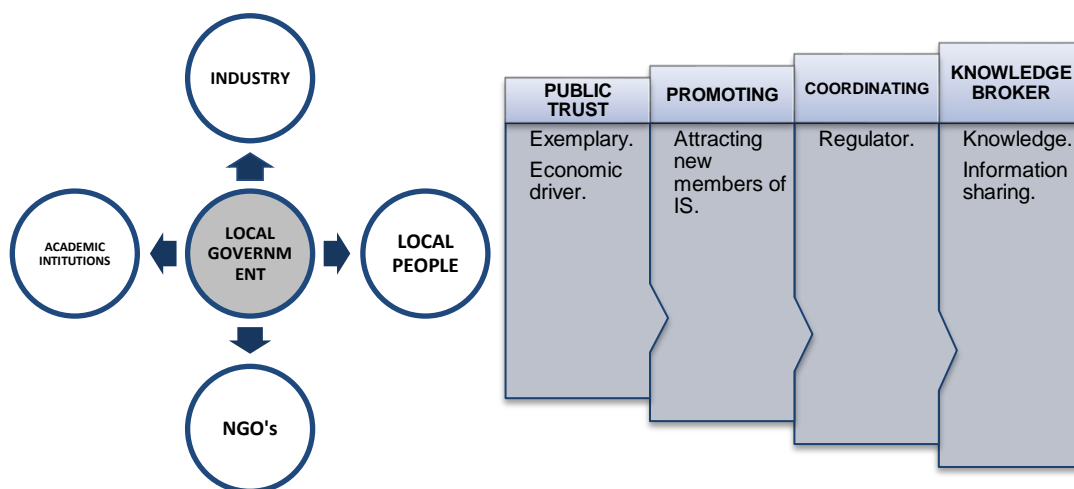 INDUSTRY
ACADEMIC
INTITUTIONS
LOCAL
GOVERNM
ENT
LOCAL
PEOPLE
NGO's
PUBLIC
TRUST
Exemplary.
Economic
driver.
PROMOTING
Attracting
new
members of
IS.
COORDINATING
Regulator.
KNOWLEDGE
BROKER
Knowledge.
Information
sharing.